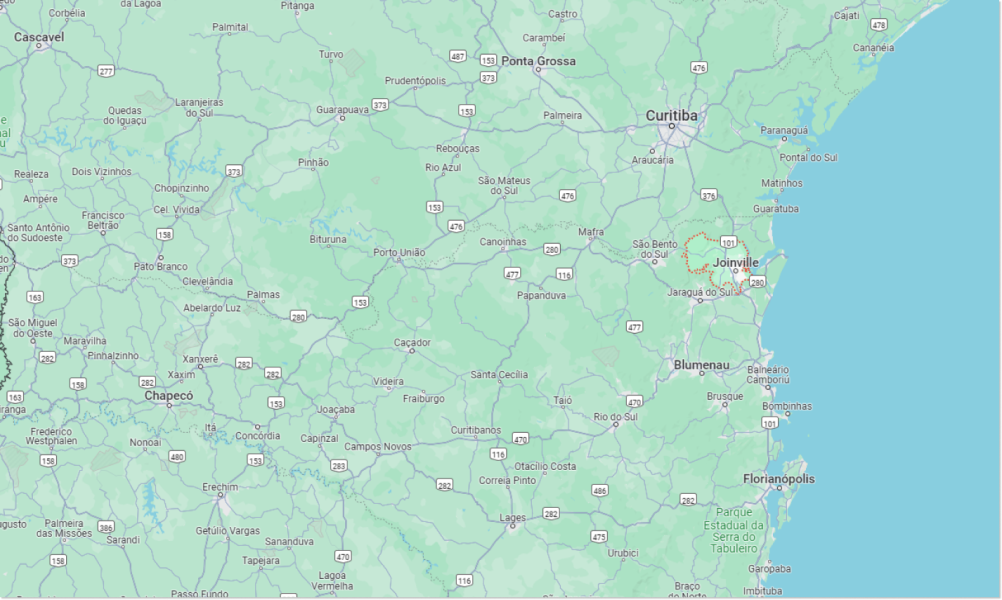 Corbélia
da Lagoa
Pitanga
Castro
Cajati
478
Cascavel
Palmital
Carambeí
Cananéia
277
Turvo
487
153
373
Ponta Grossa
476
Prudentópolis
Quedas
do Iguaçu
Laranjeiras
do Sul
Guarapuava
373
153
Palmeira
Curitiba
Paranaguá
Rebouças
Araucária
Pontal do Sul
Realeza
Dois Vizinhos
373
Pinhão
Rio Azul
São Mateus
do Sul
476
376
Matinhos
Ampére
Chopinzinho
153
Guaratuba
Francisco
Beltrão
Cel. Vivida
Santo Antônio
do Sudoeste
158
476
Bituruna
Canoinhas
280
Mafra
São Bento
do Sul
101
373
Pato Branco
Porto União
Joinville
477
116
280
Clevelândia
Palmas
Papanduva
Jaraguá do Sul
163
Abelardo Luz
280
153
São Miguel
do Oeste
477
Maravilha
Caçador
282
Pinhalzinho
Xanxerê
282
282
Blumenau
Balneário
Camboriú
Xaxim
158
282
Videira
Santa Cecília
163
Chapecó
153
Fraiburgo
Taió
470
Brusque
iranga
Joaçaba
Rio do Sul
Bombinhas
101
Frederico
Westphalen
Nonoai
Itá
Concórdia
Capinzal
Campos Novos
Curitibanos
470
116
158
480
153
283
Otacílio Costa
Florianópolis
Erechim
282
Correia Pinto
486
282
Lages
282
Parque
Estadual da
Serra do
Tabuleiro
ugusto
Palmeira
das Missões
386
Sarandi
Getúlio Vargas
Sananduva
475
Urubici
158
Tapejara
470
Lagoa
Vermelha
116
Garopaba
Braço
do Norte
Imbituba
Passo Fundo